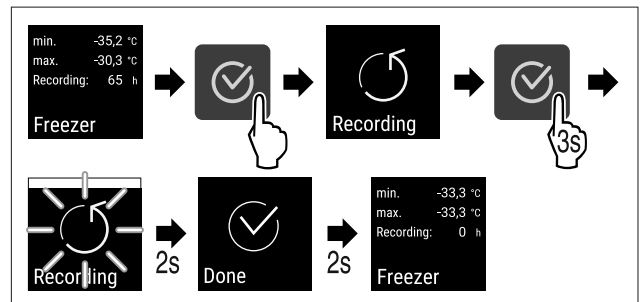 min. -35,2 °C
max. -30,3 °C
Recording: 65 h
Freezer
Recording
3s
Recording
2s
Done
2s
min. -33,3 °C
max. -33,3 °C
Recording: 0 h
Freezer